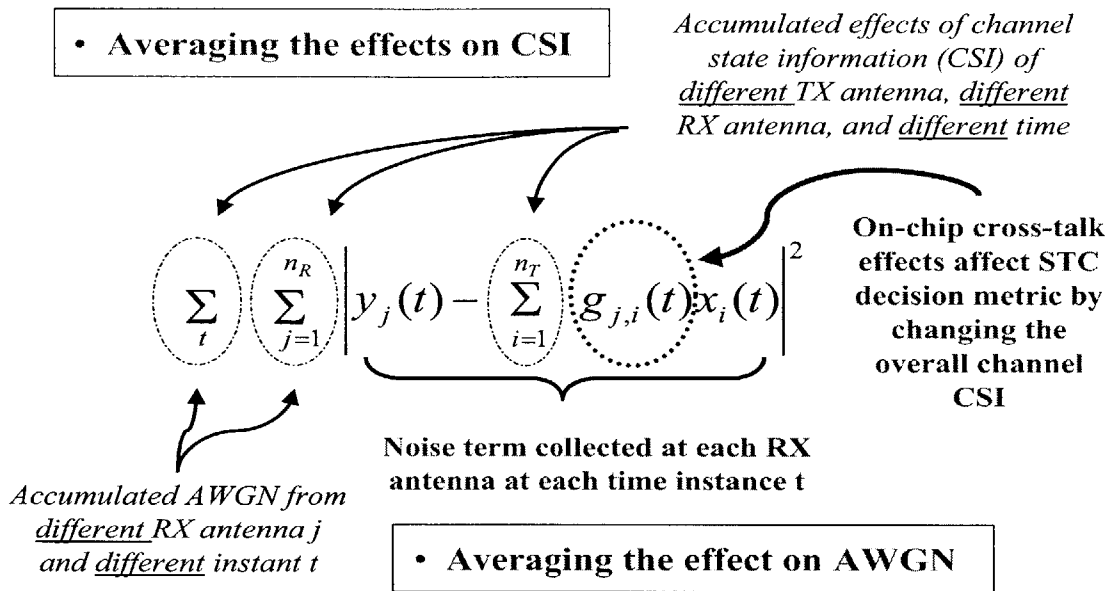 • Averaging the effects on CSI
Accumulated effects of channel
state information (CSI) of
different TX antenna, different
RX antenna, and different time
∑_t ∑_{j=1}^{n_R} | y_j(t) − ∑_{i=1}^{n_T} g_{j,i}(t) x_i(t) |^2
On-chip cross-talk
effects affect STC
decision metric by
changing the
overall channel
CSI
Noise term collected at each RX
antenna at each time instance t
Accumulated AWGN from
different RX antenna j
and different instant t
• Averaging the effect on AWGN